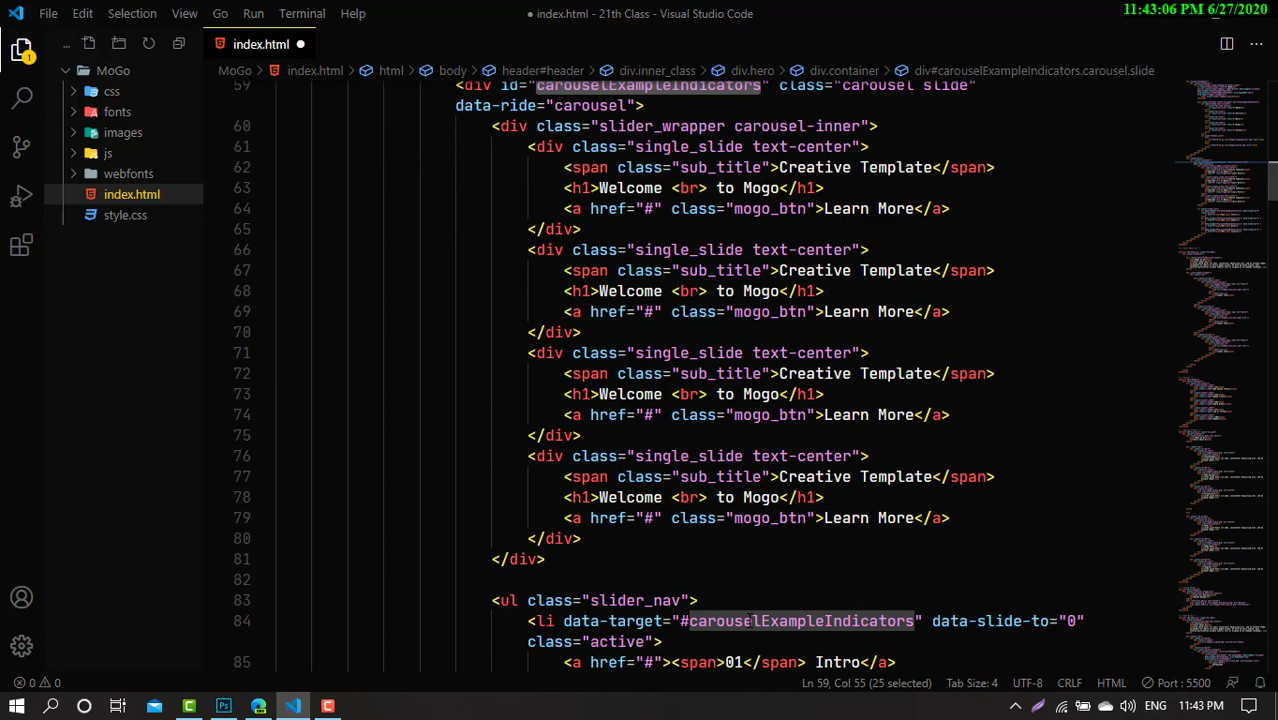 File Edit Selection View Go Run Terminal Help
● index.html - 21th Class - Visual Studio Code
11:43:06 PM 6/27/2020
index.html ●
MoGo
css
fonts
images
js
webfonts
index.html
style.css
MoGo > index.html > html > body > header#header > div.inner_class > div.hero > div.container > div#carouselExampleIndicators.carousel.slide
59 <div id="carouselExampleIndicators" class="carousel slide"
data-ride="carousel">
60 <div class="slider_wrapper carousel-inner">
61 <div class="single_slide text-center">
62 <span class="sub_title">Creative Template</span>
63 <h1>Welcome <br> to Mogo</h1>
64 <a href="#" class="mogo_btn">Learn More</a>
65 </div>
66 <div class="single_slide text-center">
67 <span class="sub_title">Creative Template</span>
68 <h1>Welcome <br> to Mogo</h1>
69 <a href="#" class="mogo_btn">Learn More</a>
70 </div>
71 <div class="single_slide text-center">
72 <span class="sub_title">Creative Template</span>
73 <h1>Welcome <br> to Mogo</h1>
74 <a href="#" class="mogo_btn">Learn More</a>
75 </div>
76 <div class="single_slide text-center">
77 <span class="sub_title">Creative Template</span>
78 <h1>Welcome <br> to Mogo</h1>
79 <a href="#" class="mogo_btn">Learn More</a>
80 </div>
81 </div>
82
83 <ul class="slider_nav">
84 <li data-target="#carouselExampleIndicators" data-slide-to="0"
class="active">
85 <a href="#"><span>01</span> Intro</a>
0 0 Ln 59, Col 55 (25 selected) Tab Size: 4 UTF-8 CRLF HTML Port : 5500
ENG 11:43 PM